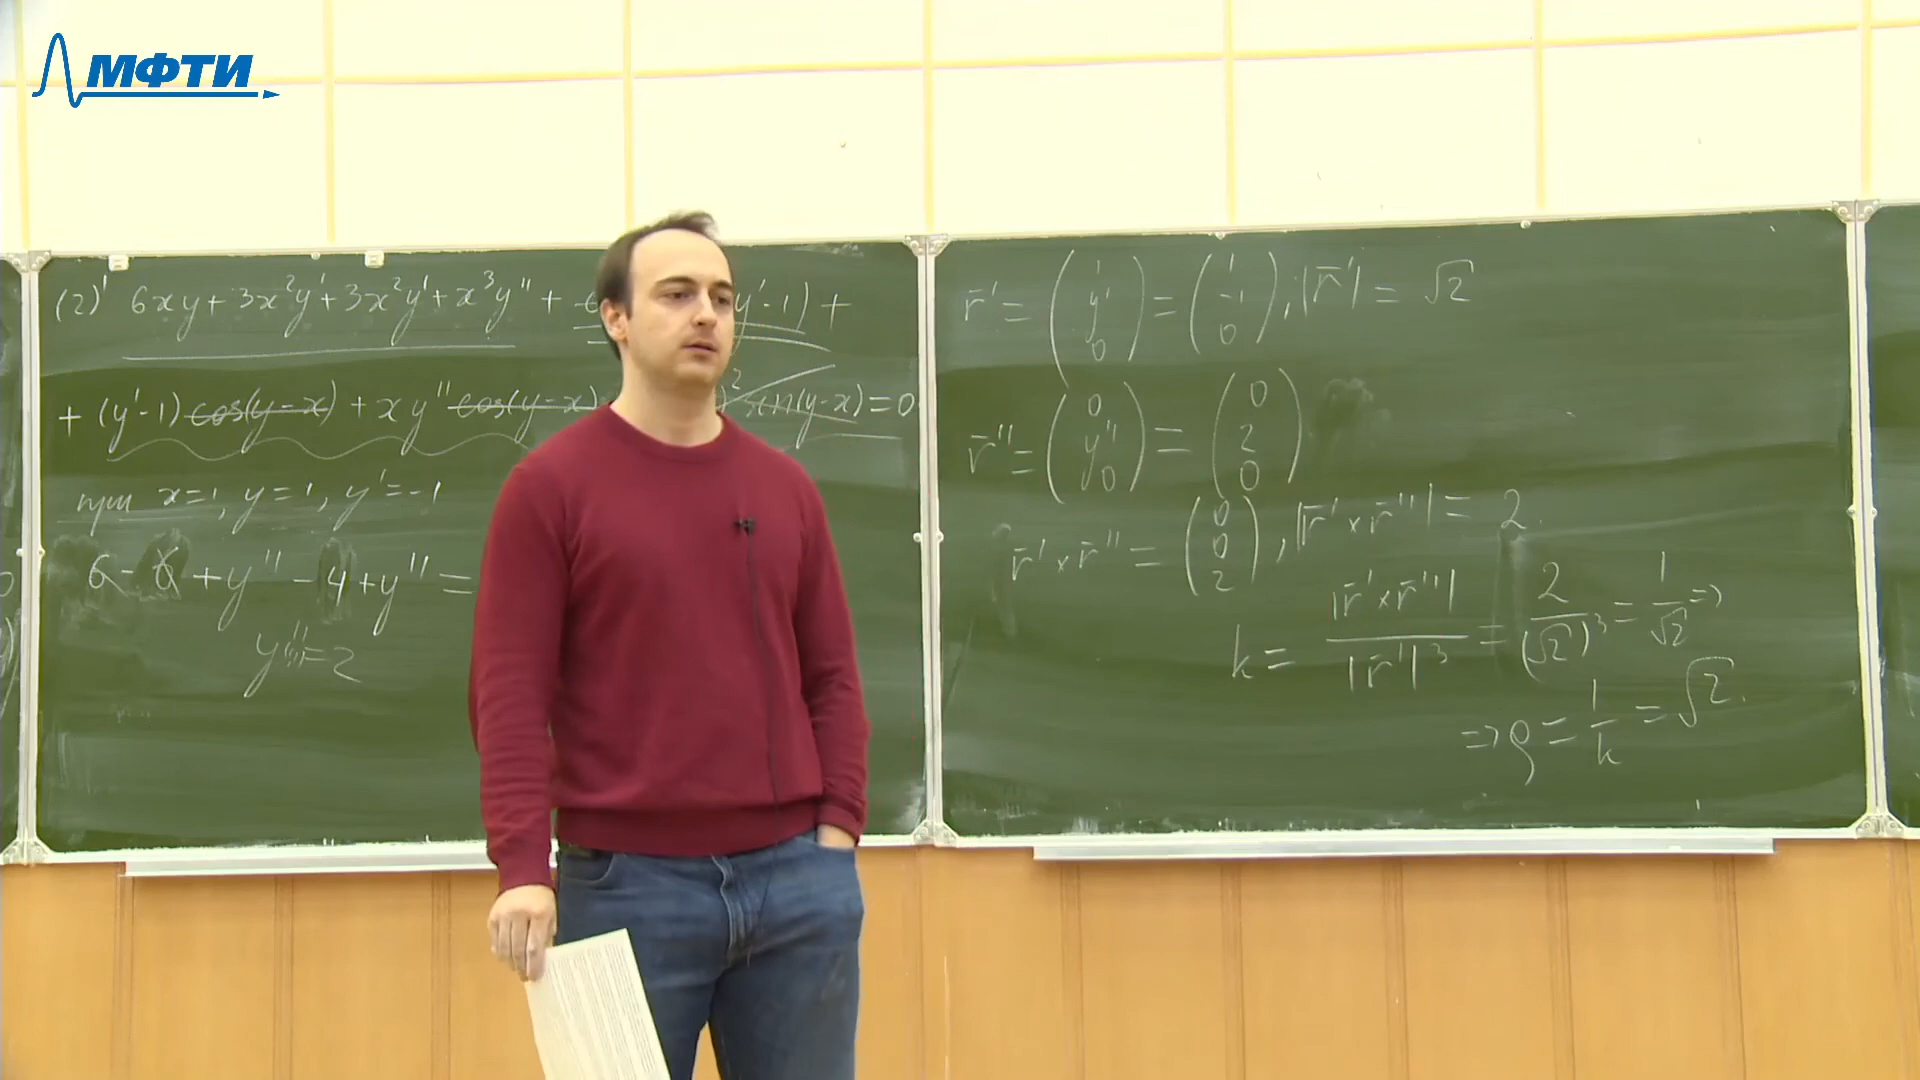 МФТИ
(2)' 6xy + 3x²y' + 3x²y' + x³y" + (y'-1) +
+ (y'-1) cos(y-x) + xy" cos(y-x) )² sin(y-x) = 0
при x=1, y=1, y'=-1
6 - 6 + y" - 4 + y" =
y" = 2
r̄' = (1 y' 0) = (1 -1 0), |r̄'| = √2
r̄" = (0 y" 0) = (0 2 0)
r̄' × r̄" = (0 0 2), |r̄' × r̄"| = 2.
k = |r̄' × r̄"| / |r̄'|³ = 2/(√2)³ = 1/√2 =>
=> ρ = 1/k = √2.